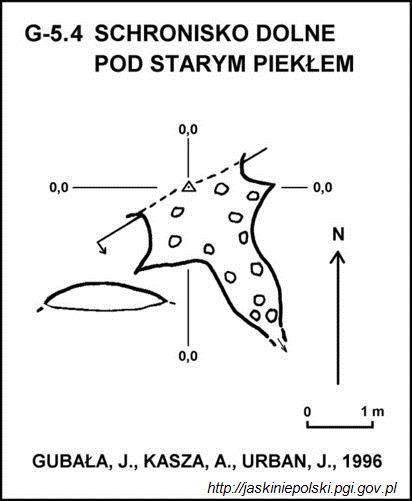 G-5.4 SCHRONISKO DOLNE
POD STARYM PIEKŁEM
0,0
0,0
0,0
N
0,0
0 1 m
GUBAŁA, J., KASZA, A., URBAN, J., 1996
http://jaskiniepolski.pgi.gov.pl